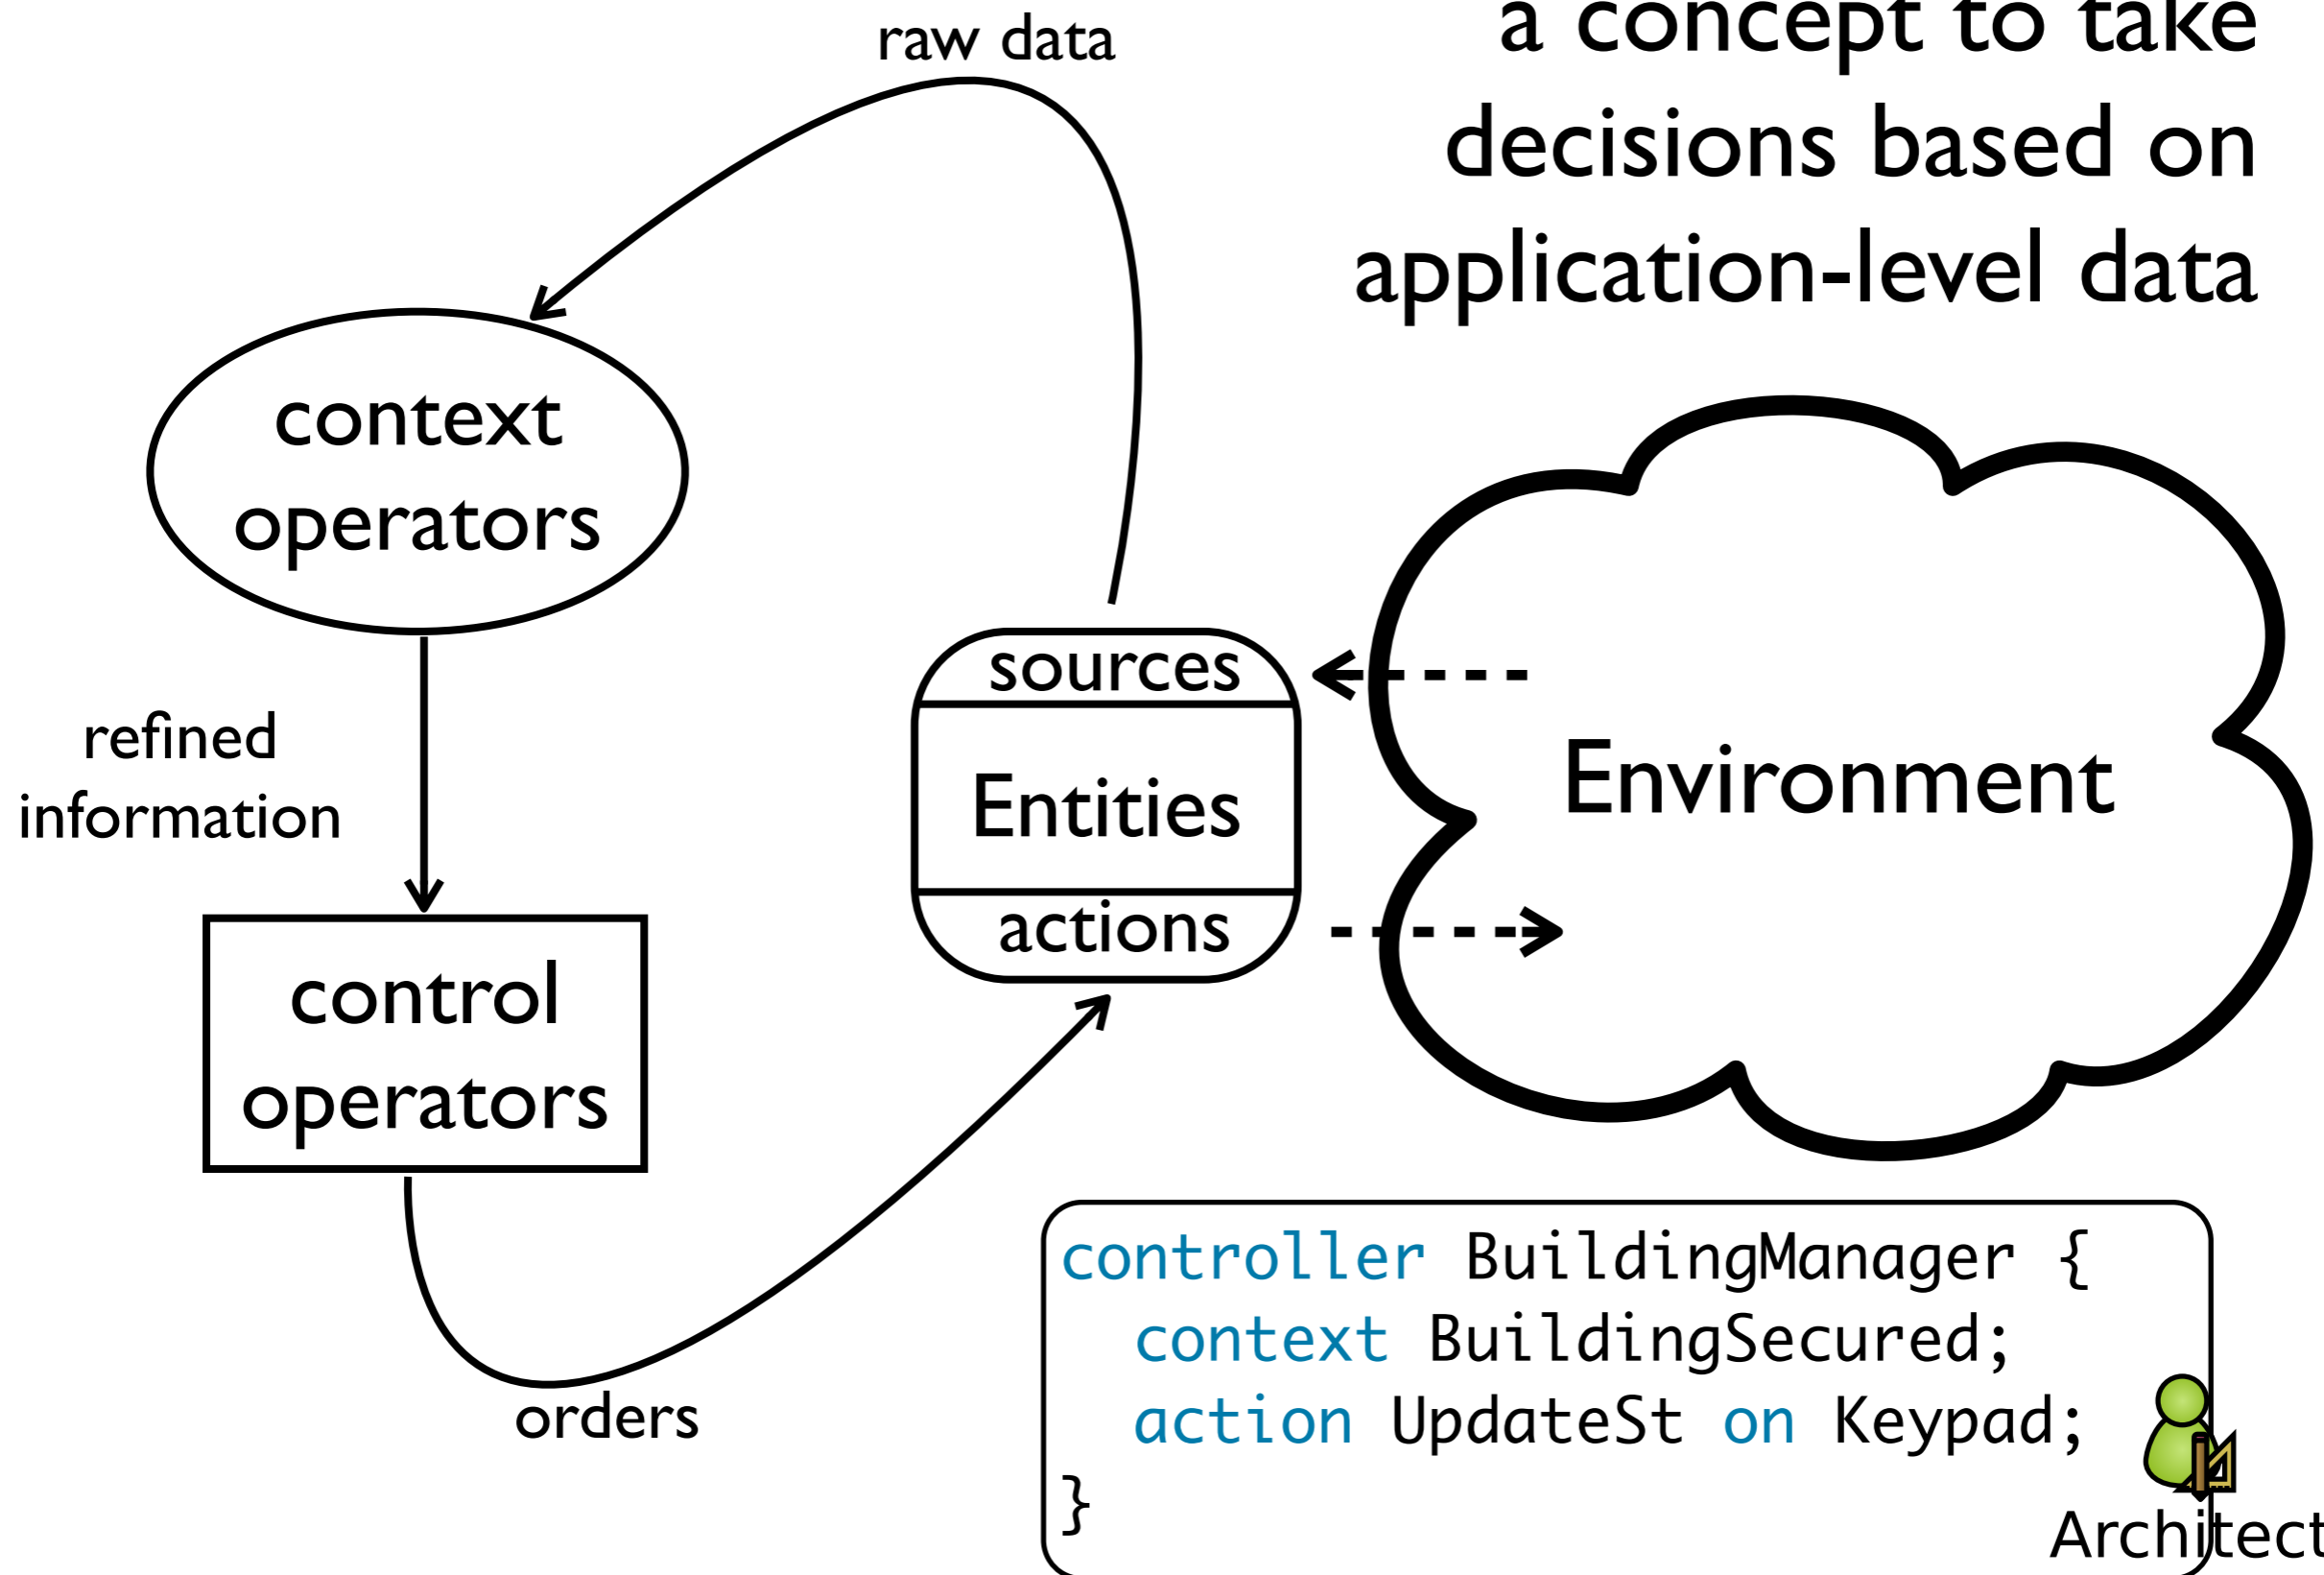 raw data
a concept to take
decisions based on
application-level data
context
operators
sources
refined
information
Entities
Environment
actions
control
operators
orders
controller BuildingManager {
context BuildingSecured;
action UpdateSt on Keypad;
}
Architect